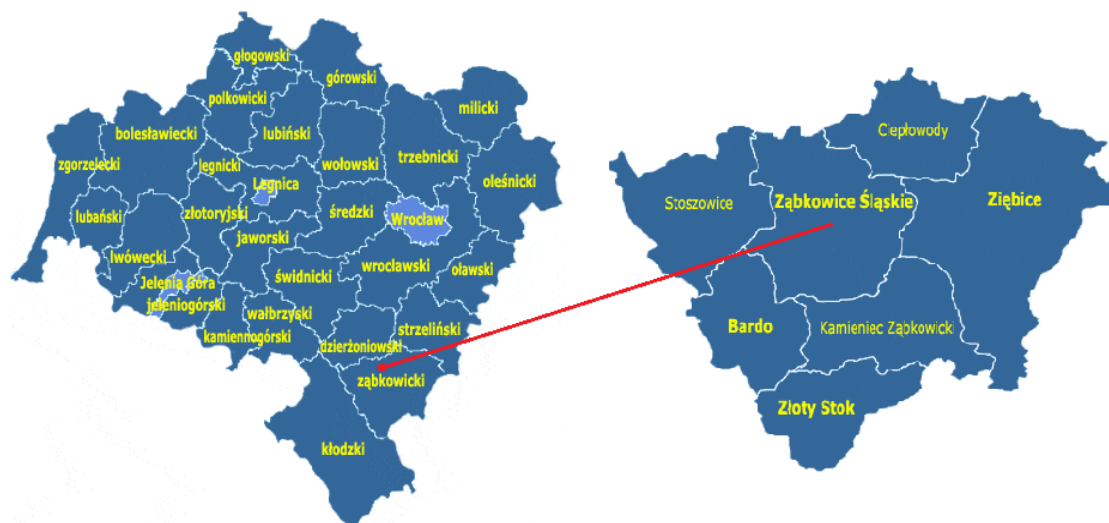 głogowski
górowski
polkowicki
milicki
bolesławiecki
lubiński
zgorzelecki
legnicki
wołowski
trzebnicki
Legnica
oleśnicki
lubański
złotoryjski
średzki
Wrocław
jaworski
lwówecki
wrocławski
oławski
świdnicki
Jelenia Góra
jeleniogórski
wałbrzyski
strzeliński
kamiennogórski
dzierżoniowski
ząbkowicki
kłodzki
Ciepłowody
Stoszowice
Ząbkowice Śląskie
Ziębice
Bardo
Kamieniec Ząbkowicki
Złoty Stok